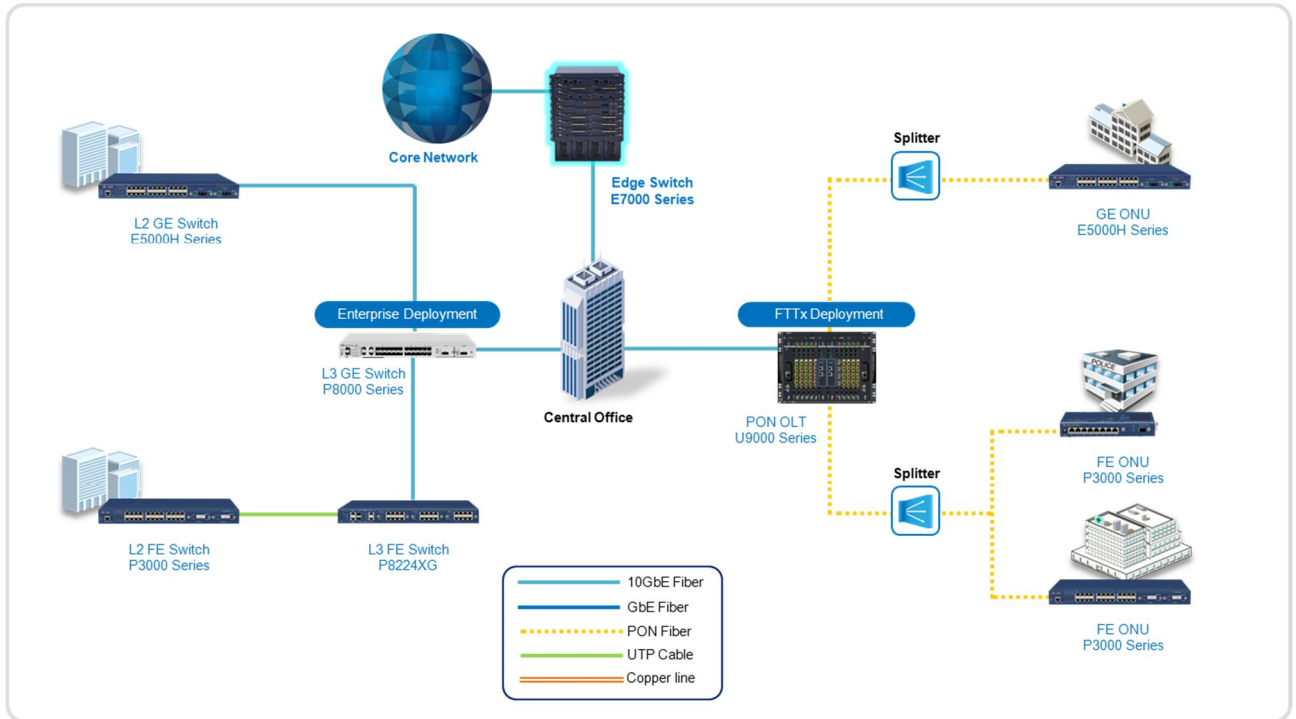 Core Network
Edge Switch
E7000 Series
L2 GE Switch
E5000H Series
Splitter
GE ONU
E5000H Series
Enterprise Deployment
L3 GE Switch
P8000 Series
Central Office
FTTx Deployment
PON OLT
U9000 Series
POLICE
FE ONU
P3000 Series
Splitter
L2 FE Switch
P3000 Series
L3 FE Switch
P8224XG
FE ONU
P3000 Series
10GbE Fiber
GbE Fiber
PON Fiber
UTP Cable
Copper line